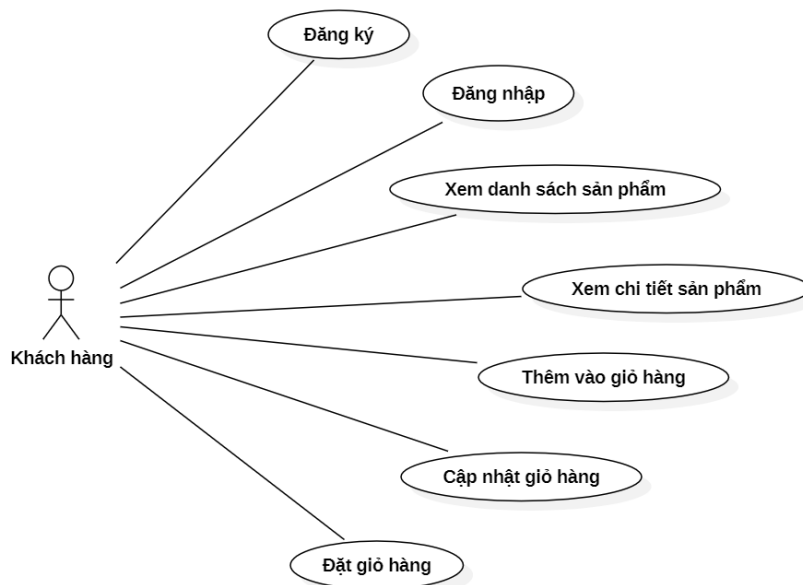 Đăng ký
Đăng nhập
Xem danh sách sản phẩm
Xem chi tiết sản phẩm
Khách hàng
Thêm vào giỏ hàng
Cập nhật giỏ hàng
Đặt giỏ hàng